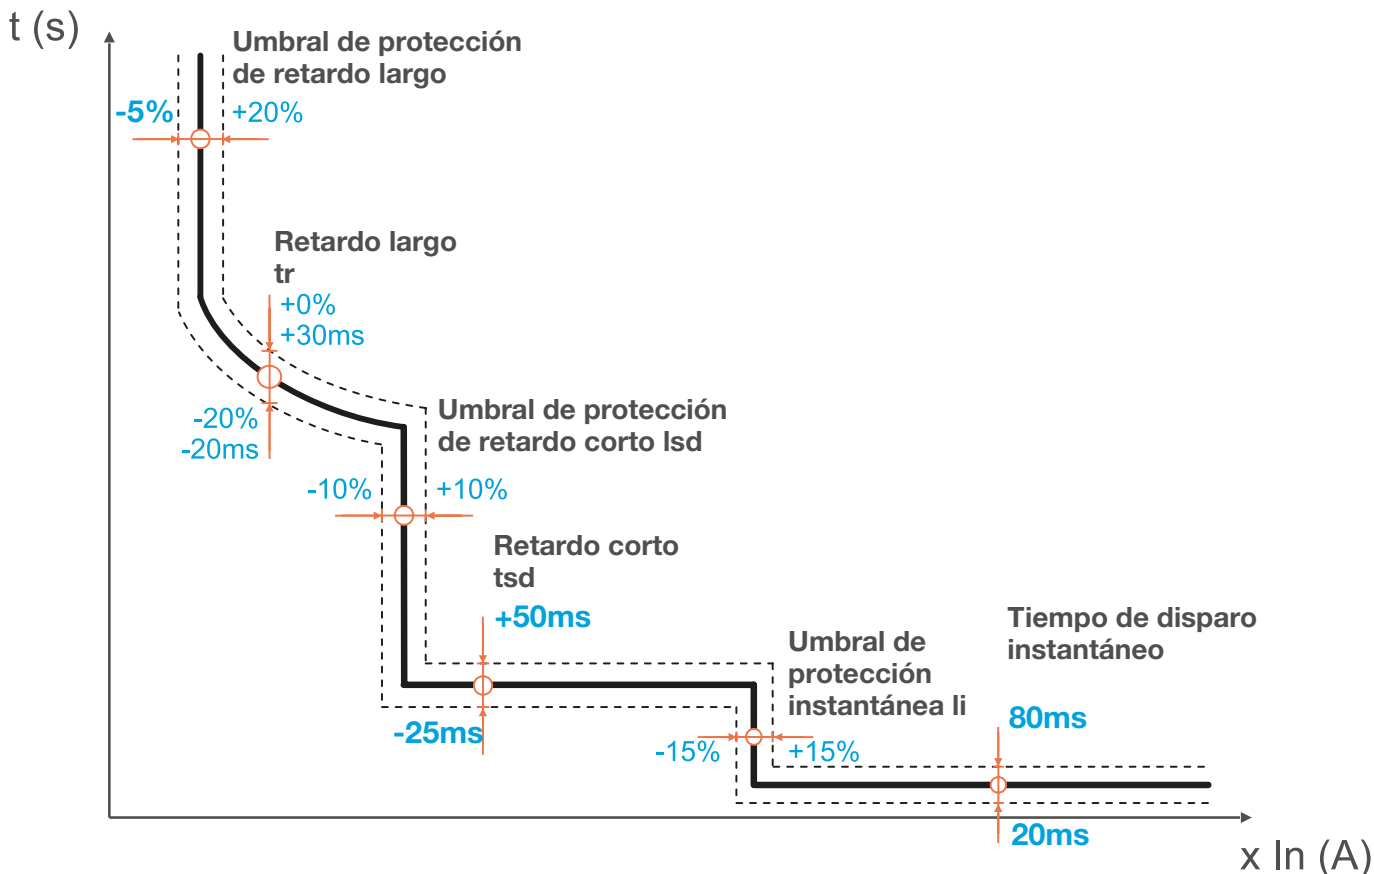 t (s)
Umbral de protección
de retardo largo
-5%
+20%
Retardo largo
tr
+0%
+30ms
-20%
-20ms
Umbral de protección
de retardo corto lsd
-10%
+10%
Retardo corto
tsd
+50ms
-25ms
Umbral de
protección
instantánea li
-15%
+15%
Tiempo de disparo
instantáneo
80ms
20ms
x In (A)